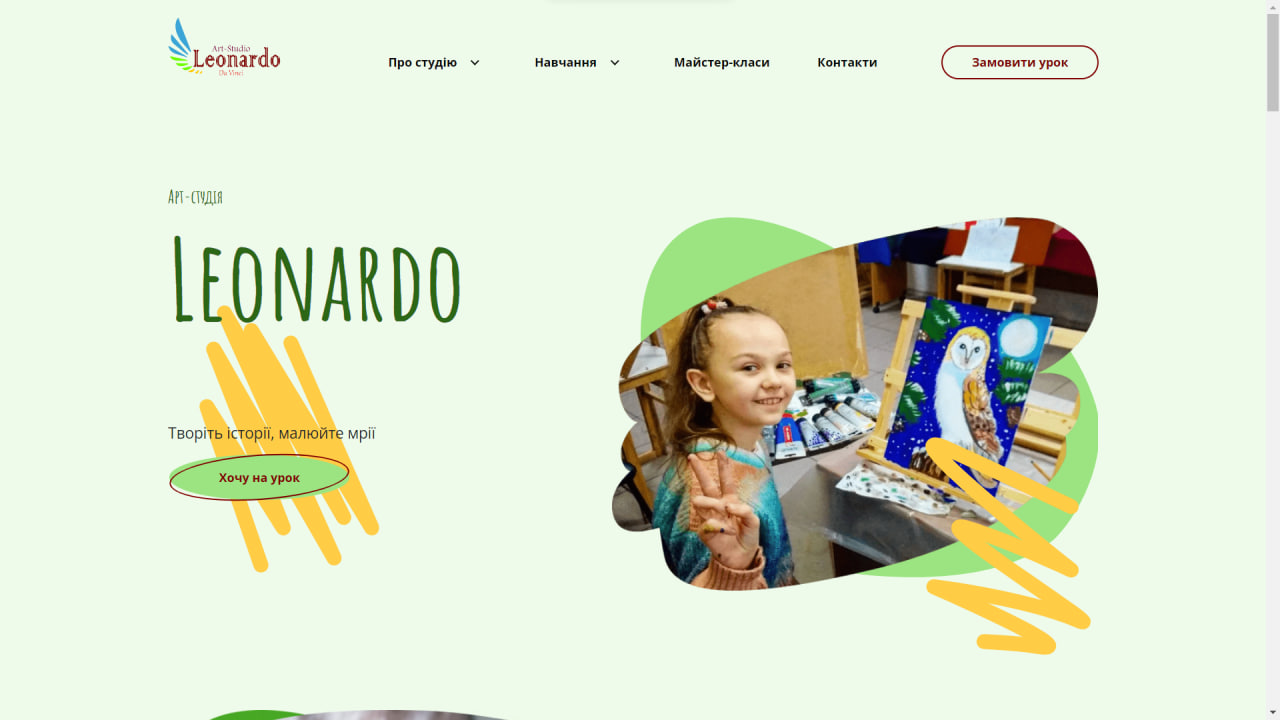 Art-Studio
Leonardo
Da Vinci
Про студію
Навчання
Майстер-класи
Контакти
Замовити урок
Арт-студія
Leonardo
Творіть історії, малюйте мрії
Хочу на урок